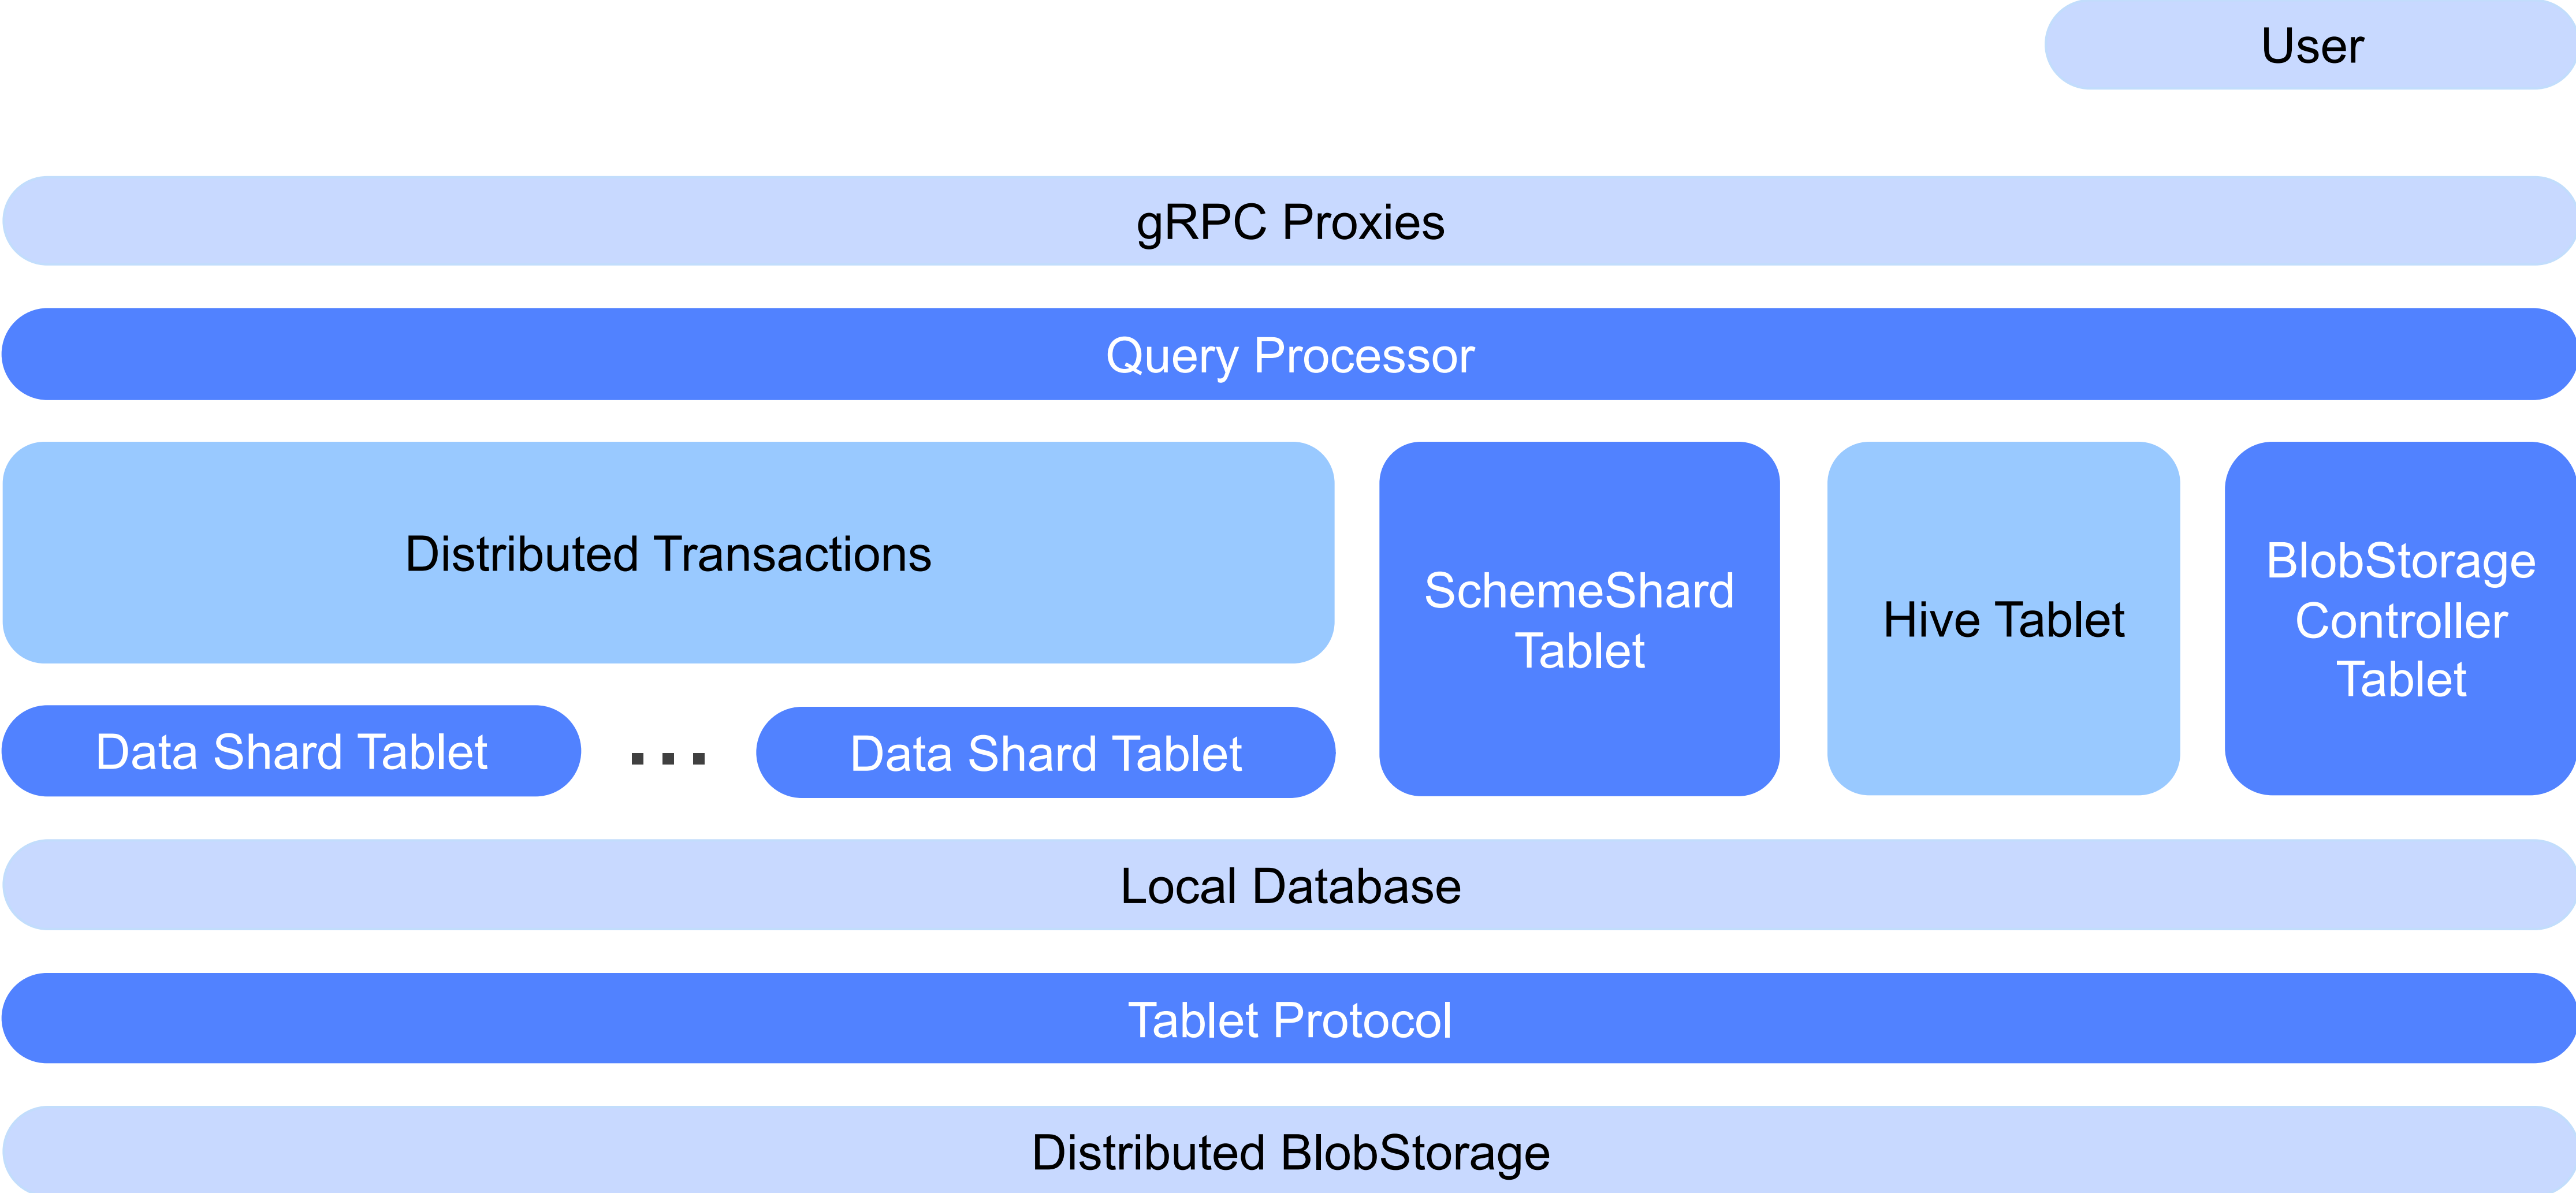 User
gRPC Proxies
Query Processor
Distributed Transactions
SchemeShard
Tablet
Hive Tablet
BlobStorage
Controller
Tablet
Data Shard Tablet
...
Data Shard Tablet
Local Database
Tablet Protocol
Distributed BlobStorage